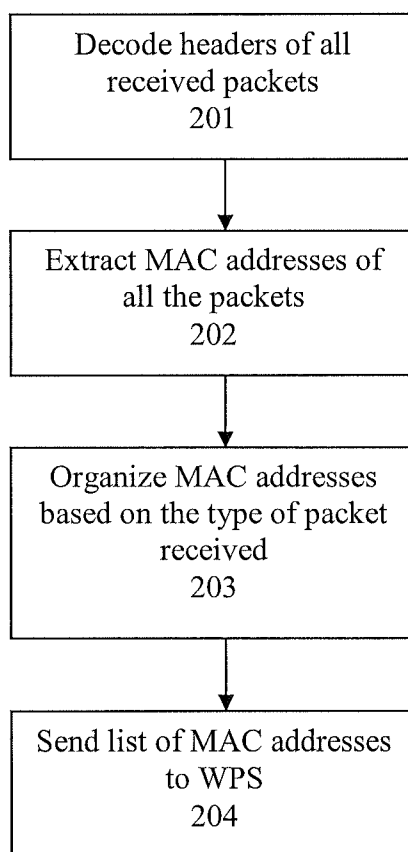 Decode headers of all
received packets
201
Extract MAC addresses of
all the packets
202
Organize MAC addresses
based on the type of packet
received
203
Send list of MAC addresses
to WPS
204